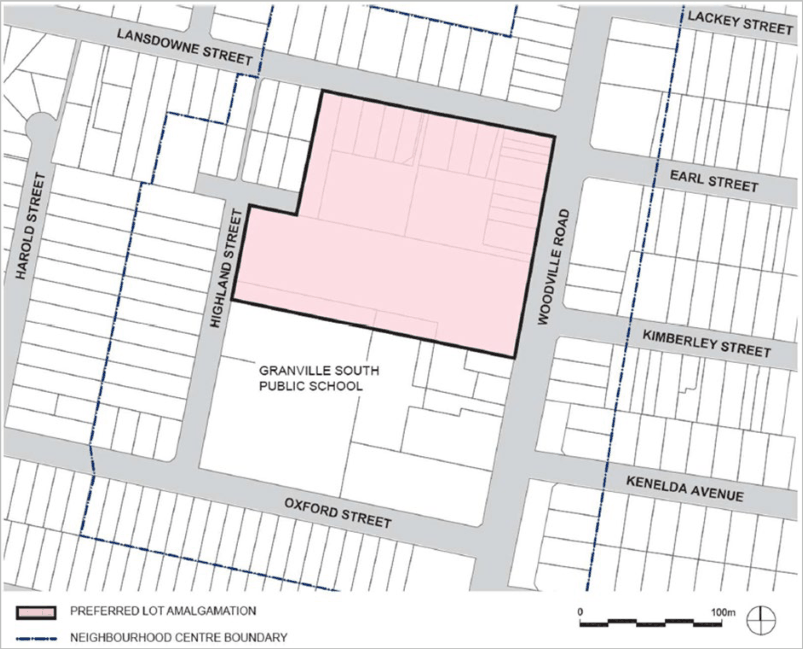 LACKEY STREET
LANSDOWNE STREET
EARL STREET
HAROLD STREET
HIGHLAND STREET
WOODVILLE ROAD
KIMBERLEY STREET
GRANVILLE SOUTH
PUBLIC SCHOOL
KENELDA AVENUE
OXFORD STREET
PREFERRED LOT AMALGAMATION
0 100m
NEIGHBOURHOOD CENTRE BOUNDARY